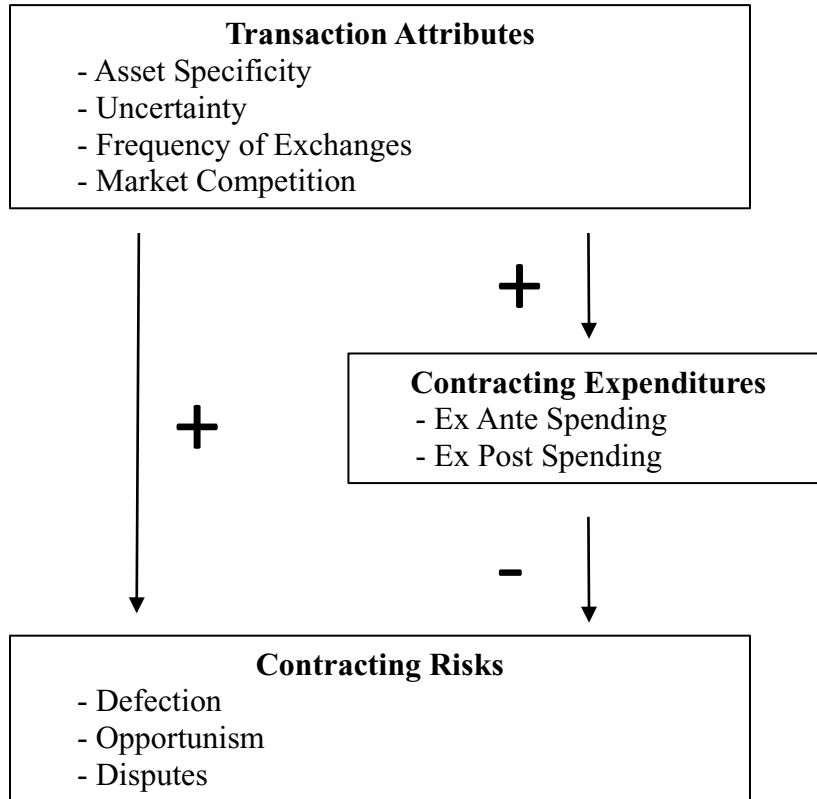 Transaction Attributes
- Asset Specificity
- Uncertainty
- Frequency of Exchanges
- Market Competition
+
+
Contracting Expenditures
- Ex Ante Spending
- Ex Post Spending
-
Contracting Risks
- Defection
- Opportunism
- Disputes